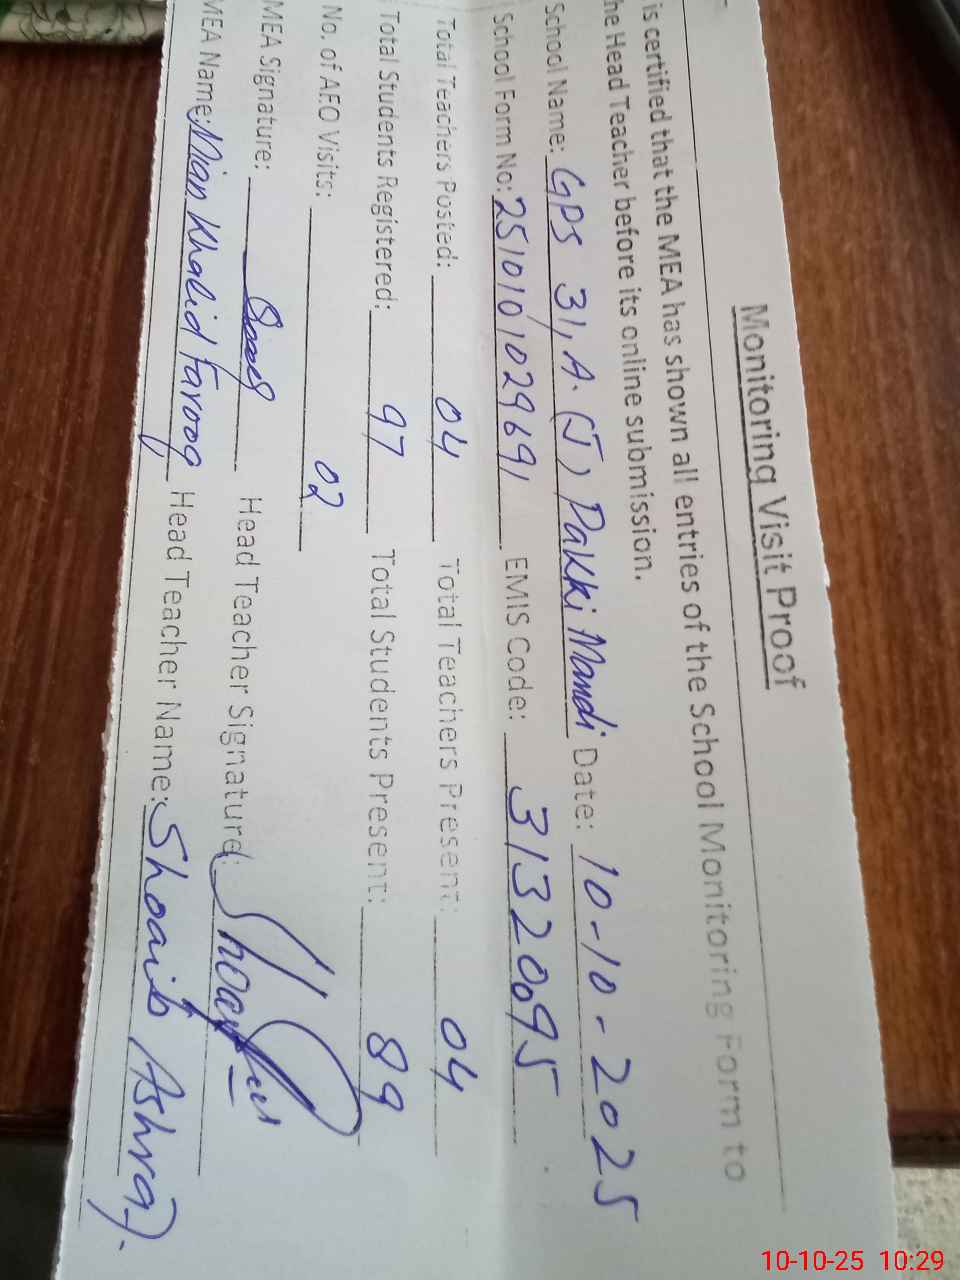 Monitoring Visit Proof
is certified that the MEA has shown all entries of the School Monitoring Form to
he Head Teacher before its online submission.
School Name: GPS 31, A. (J) Pakki Mandi Date: 10-10-2025
School Form No: 2510101029691 EMIS Code: 31320695
Total Teachers Posted: 04 Total Teachers Present: 04
Total Students Registered: 97 Total Students Present: 89
No. of AEO Visits: 02
MEA Signature: Head Teacher Signature:
MEA Name: Mian Khalid Farooq Head Teacher Name: Shoaib Ashraf.
10-10-25 10:29